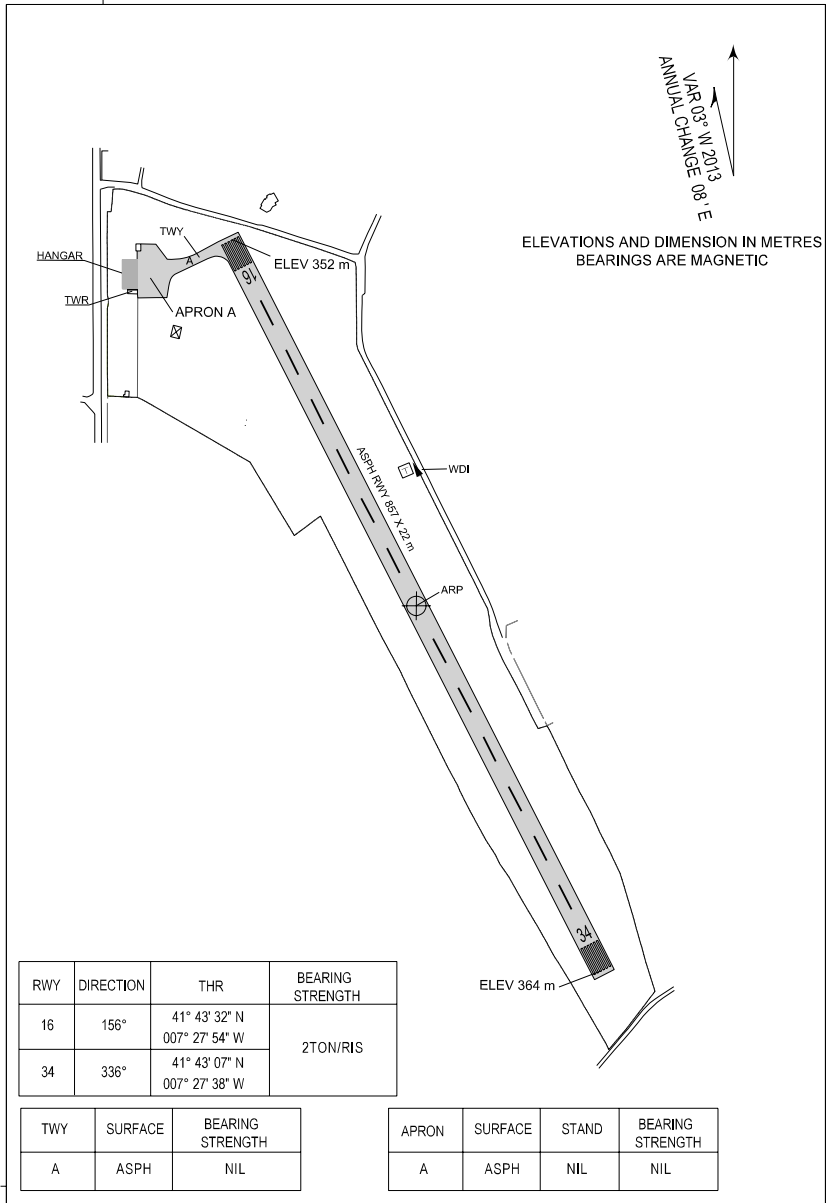 VAR 03° W 2013
ANNUAL CHANGE 08' E
ELEVATIONS AND DIMENSION IN METRES
BEARINGS ARE MAGNETIC
TWY
A
HANGAR
ELEV 352 m
16
TWR
APRON A
ASPH RWY 857 X 22 m
WDI
ARP
34
ELEV 364 m
RWY DIRECTION THR BEARING STRENGTH
16 156° 41° 43' 32" N 007° 27' 54" W 2TON/RIS
34 336° 41° 43' 07" N 007° 27' 38" W
TWY SURFACE BEARING STRENGTH
A ASPH NIL
APRON SURFACE STAND BEARING STRENGTH
A ASPH NIL NIL